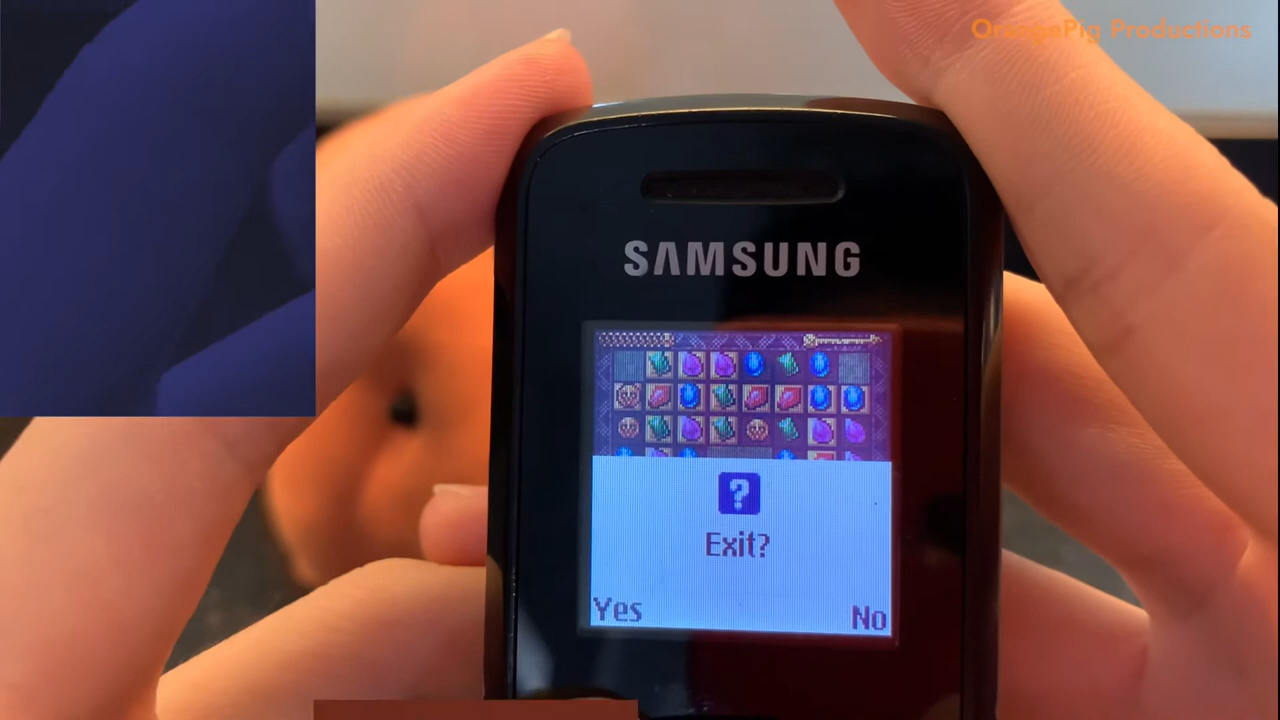 OrangePig Productions
SAMSUNG
?
Exit?
Yes
No